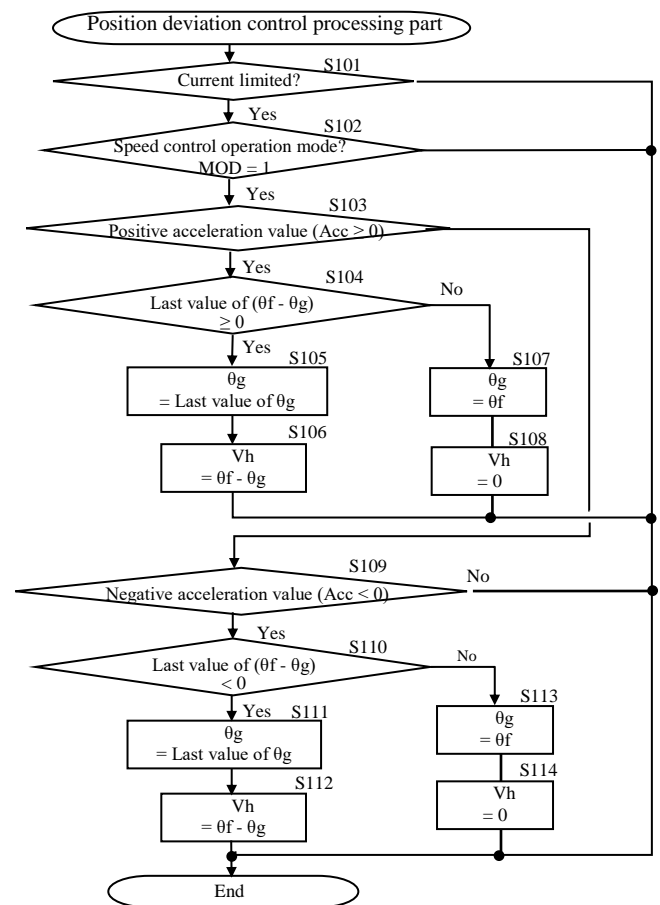 Position deviation control processing part
S101
Current limited?
Yes
S102
Speed control operation mode?
MOD = 1
Yes
S103
Positive acceleration value (Acc > 0)
Yes
S104
Last value of (θf - θg)
≥ 0
No
Yes
S105
θg
= Last value of θg
S107
θg
= θf
S106
Vh
= θf - θg
S108
Vh
= 0
S109
Negative acceleration value (Acc < 0)
No
Yes
S110
Last value of (θf - θg)
< 0
No
Yes
S111
θg
= Last value of θg
S113
θg
= θf
S112
Vh
= θf - θg
S114
Vh
= 0
End